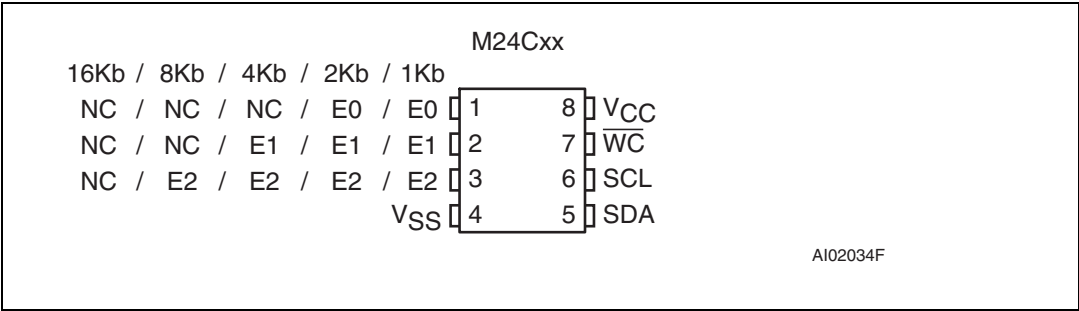 M24Cxx
16Kb / 8Kb / 4Kb / 2Kb / 1Kb
NC / NC / NC / E0 / E0 1 8 VCC
NC / NC / E1 / E1 / E1 2 7 W̅C̅
NC / E2 / E2 / E2 / E2 3 6 SCL
VSS 4 5 SDA
AI02034F